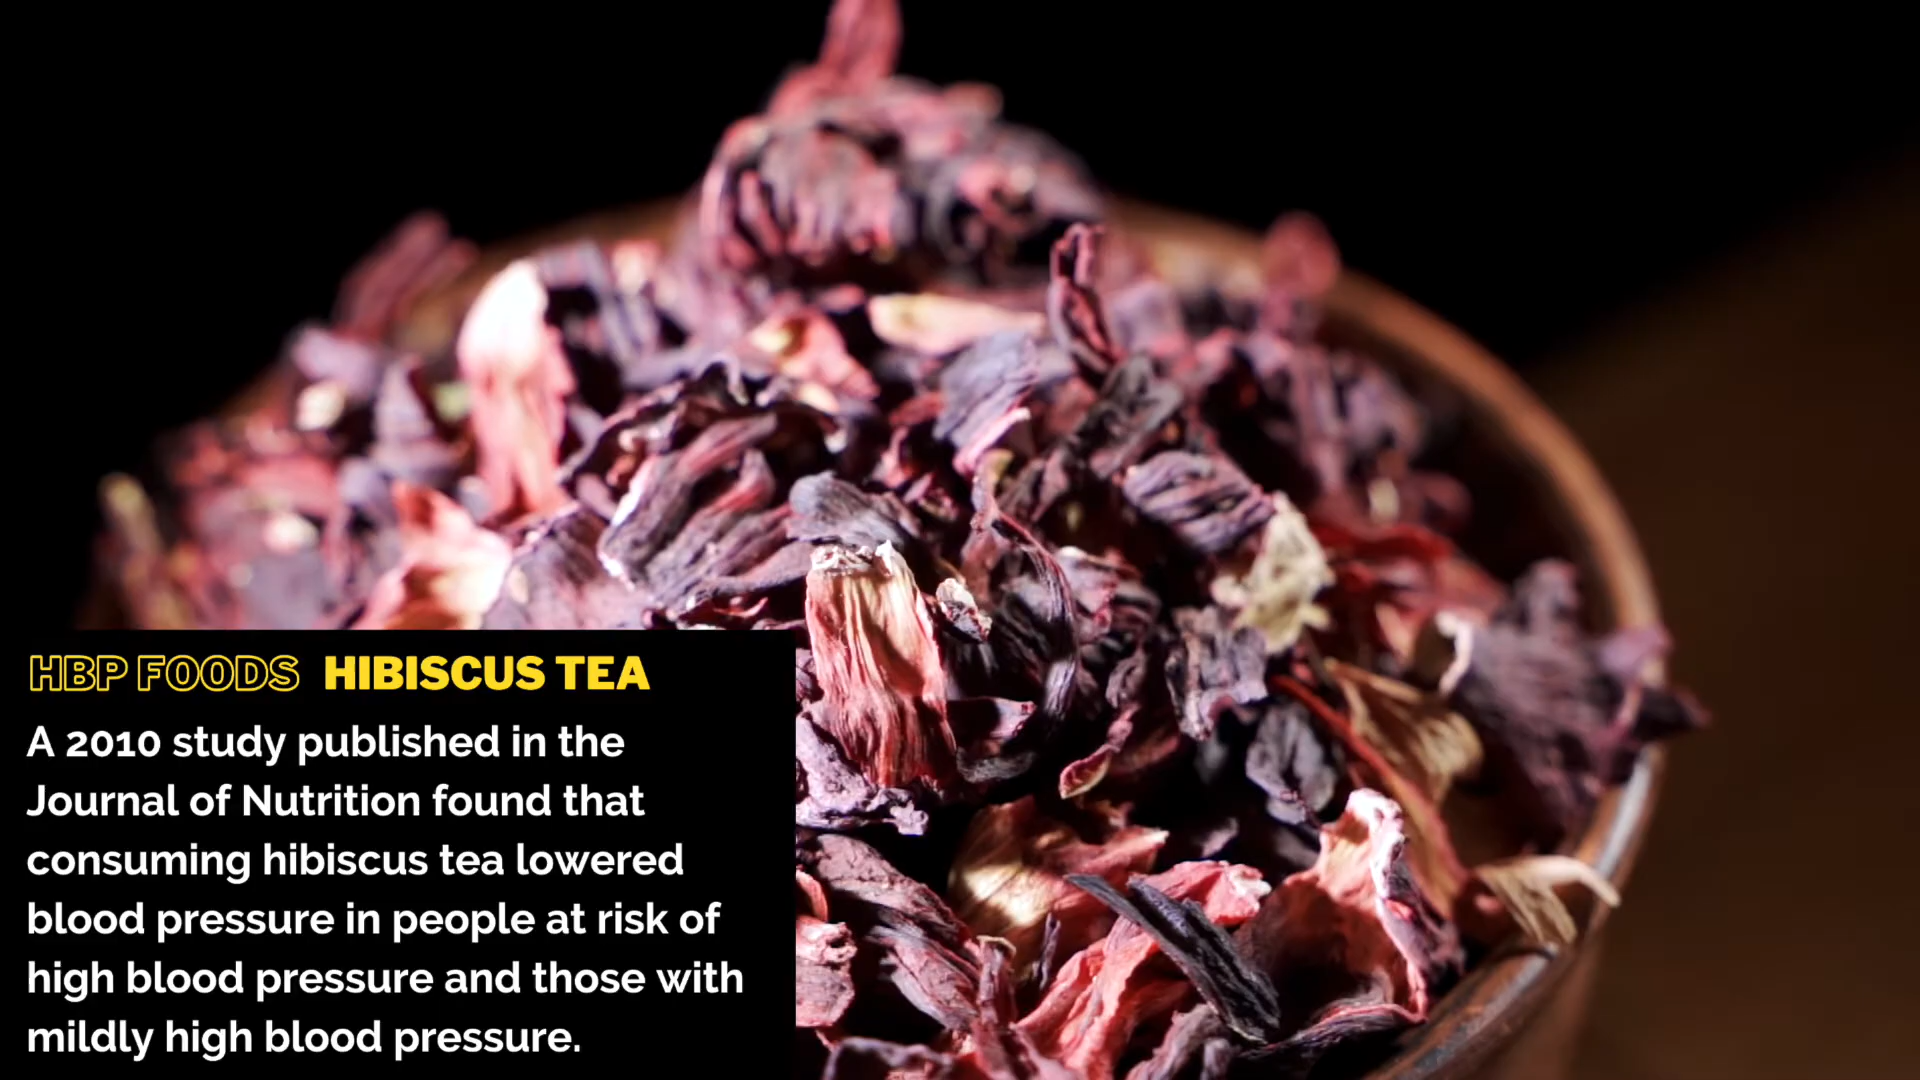 HBP FOODS HIBISCUS TEA
A 2010 study published in the
Journal of Nutrition found that
consuming hibiscus tea lowered
blood pressure in people at risk of
high blood pressure and those with
mildly high blood pressure.